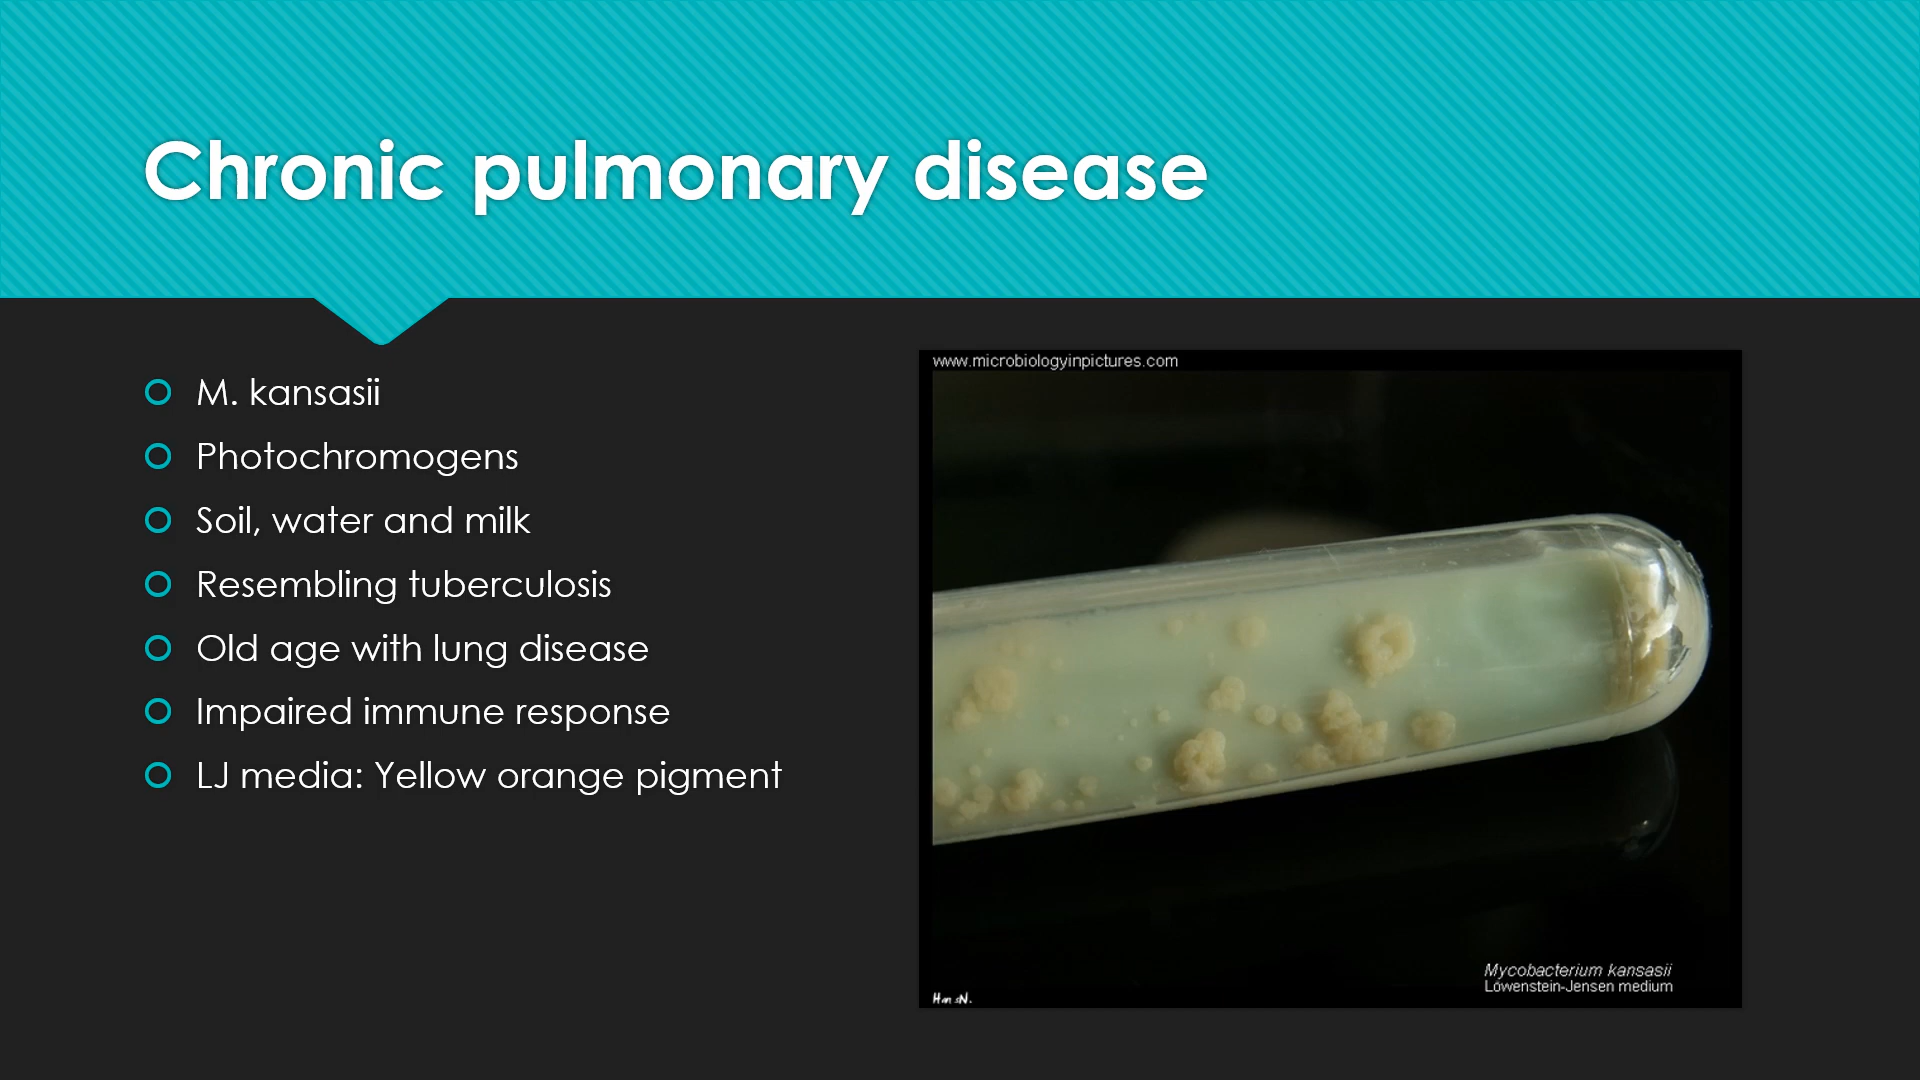 Chronic pulmonary disease
M. kansasii
Photochromogens
Soil, water and milk
Resembling tuberculosis
Old age with lung disease
Impaired immune response
LJ media: Yellow orange pigment
www.microbiologyinpictures.com
Mycobacterium kansasii
Löwenstein-Jensen medium